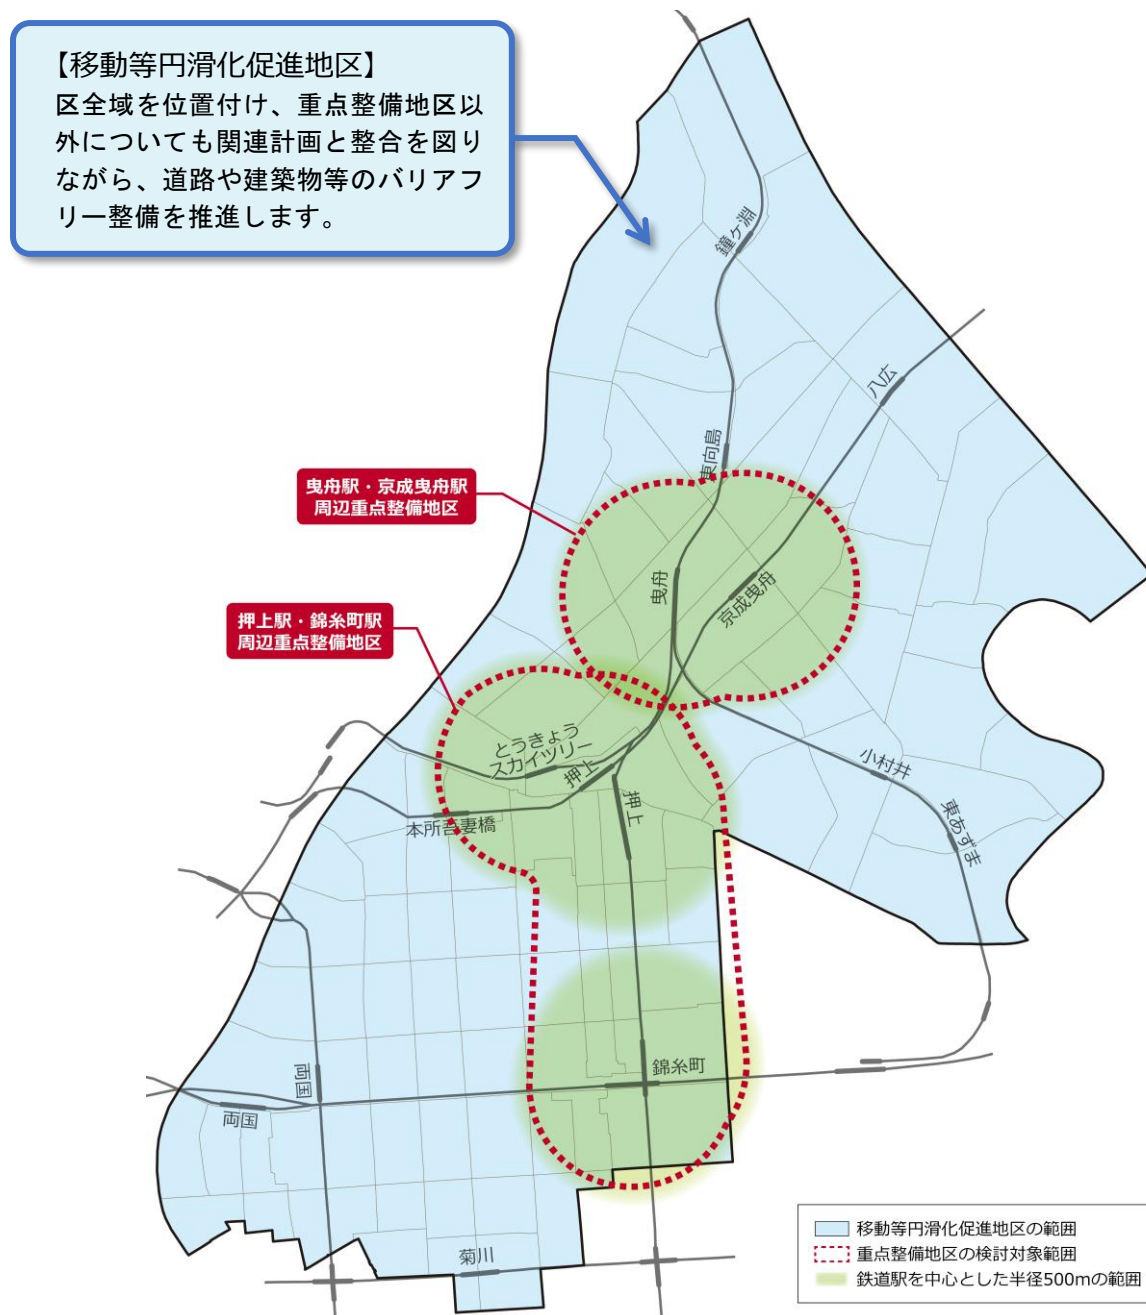 【移動等円滑化促進地区】
区全域を位置付け、重点整備地区以
外についても関連計画と整合を図り
ながら、道路や建築物等のバリアフ
リー整備を推進します。
鐘ヶ淵
八広
東向島
曳舟駅・京成曳舟駅
周辺重点整備地区
曳舟
京成曳舟
押上駅・錦糸町駅
周辺重点整備地区
とうきょう
スカイツリー
押上
押上
本所吾妻橋
小村井
東あずま
錦糸町
両国
両国
菊川
移動等円滑化促進地区の範囲
重点整備地区の検討対象範囲
鉄道駅を中心とした半径500mの範囲